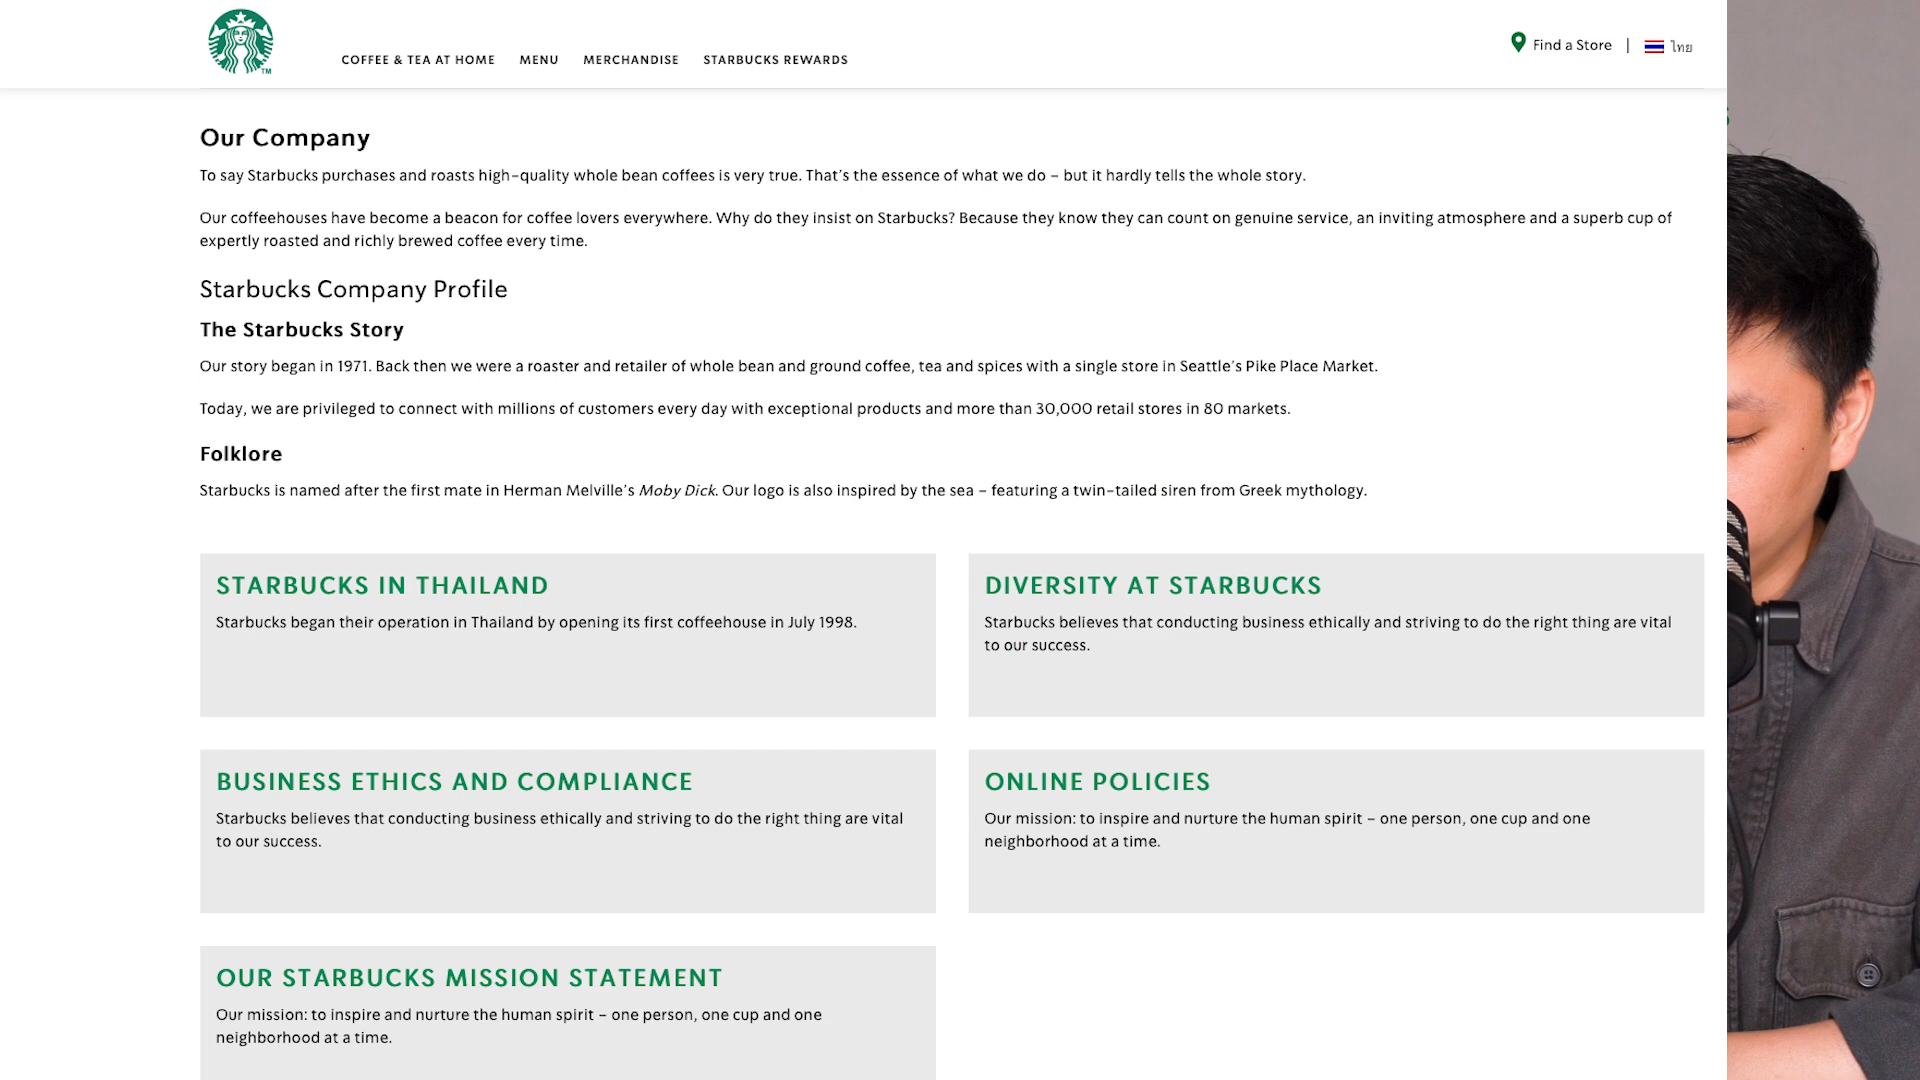 TM
COFFEE & TEA AT HOME MENU MERCHANDISE STARBUCKS REWARDS
Find a Store | ไทย
Our Company
To say Starbucks purchases and roasts high-quality whole bean coffees is very true. That's the essence of what we do – but it hardly tells the whole story.
Our coffeehouses have become a beacon for coffee lovers everywhere. Why do they insist on Starbucks? Because they know they can count on genuine service, an inviting atmosphere and a superb cup of
expertly roasted and richly brewed coffee every time.
Starbucks Company Profile
The Starbucks Story
Our story began in 1971. Back then we were a roaster and retailer of whole bean and ground coffee, tea and spices with a single store in Seattle's Pike Place Market.
Today, we are privileged to connect with millions of customers every day with exceptional products and more than 30,000 retail stores in 80 markets.
Folklore
Starbucks is named after the first mate in Herman Melville's Moby Dick. Our logo is also inspired by the sea – featuring a twin-tailed siren from Greek mythology.
STARBUCKS IN THAILAND
Starbucks began their operation in Thailand by opening its first coffeehouse in July 1998.
DIVERSITY AT STARBUCKS
Starbucks believes that conducting business ethically and striving to do the right thing are vital
to our success.
BUSINESS ETHICS AND COMPLIANCE
Starbucks believes that conducting business ethically and striving to do the right thing are vital
to our success.
ONLINE POLICIES
Our mission: to inspire and nurture the human spirit – one person, one cup and one
neighborhood at a time.
OUR STARBUCKS MISSION STATEMENT
Our mission: to inspire and nurture the human spirit – one person, one cup and one
neighborhood at a time.